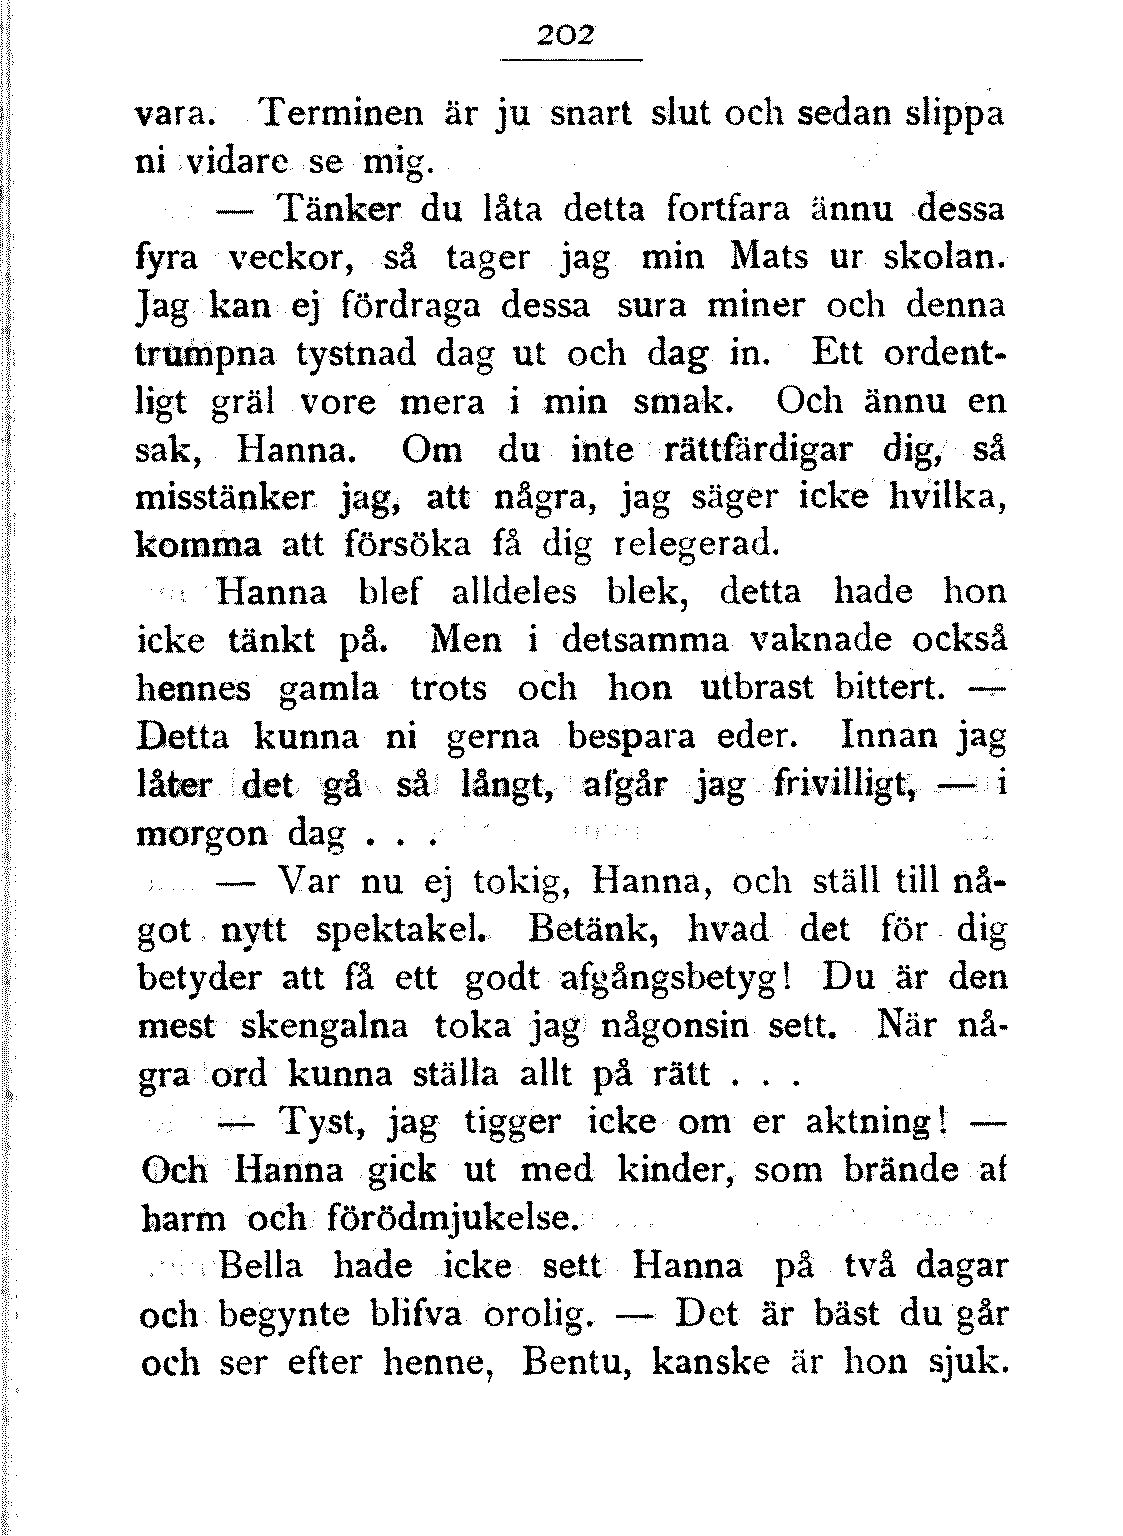 202
vara. Terminen är ju snart slut och sedan slippa
ni vidare se mig.
— Tänker du låta detta fortfara ännu dessa
fyra veckor, så tager jag min Mats ur skolan.
Jag kan ej fördraga dessa sura miner och denna
trumpna tystnad dag ut och dag in. Ett ordent-
ligt gräl vore mera i min smak. Och ännu en
sak, Hanna. Om du inte rättfärdigar dig, så
misstänker jag, att några, jag säger icke hvilka,
komma att försöka få dig relegerad.
Hanna blef alldeles blek, detta hade hon
icke tänkt på. Men i detsamma vaknade också
hennes gamla trots och hon utbrast bittert. —
Detta kunna ni gerna bespara eder. Innan jag
låter det gå så långt, afgår jag frivilligt, — i
morgon dag . . .
— Var nu ej tokig, Hanna, och ställ till nå-
got nytt spektakel. Betänk, hvad det för dig
betyder att få ett godt afgångsbetyg! Du är den
mest skengalna toka jag någonsin sett. När nå-
gra ord kunna ställa allt på rätt . . .
— Tyst, jag tigger icke om er aktning! —
Och Hanna gick ut med kinder, som brände af
harm och förödmjukelse.
Bella hade icke sett Hanna på två dagar
och begynte blifva orolig. — Det är bäst du går
och ser efter henne, Bentu, kanske är hon sjuk.